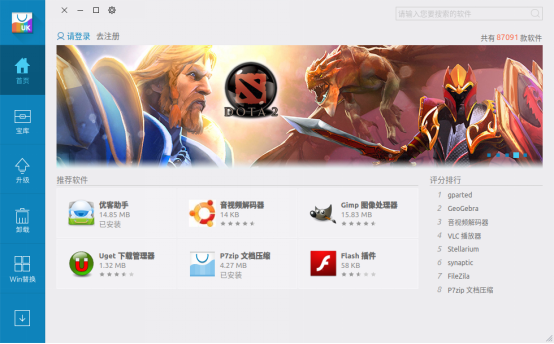 请输入您要搜索的软件
请登录 去注册
共有 87091 款软件
UK
首页
宝库
升级
卸载
Win替换
DOTA 2
推荐软件
优客助手
14.85 MB
已安装
音视频解码器
14 KB
Gimp 图像处理器
15.83 MB
Uget 下载管理器
1.32 MB
P7zip 文档压缩
4.27 MB
已安装
Flash 插件
58 KB
评分排行
1 gparted
2 GeoGebra
3 音视频解码器
4 VLC 播放器
5 Stellarium
6 synaptic
7 FileZila
8 P7zip 文档压缩